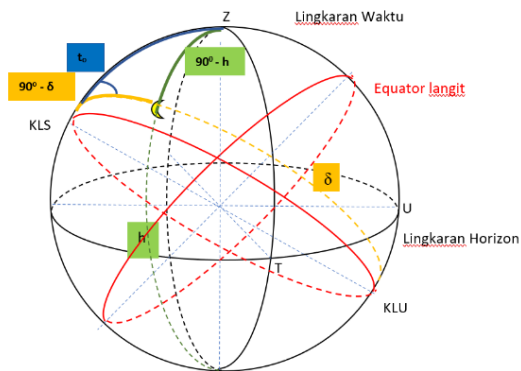 Z
Lingkaran Waktu
t₀
90⁰ - h
90⁰ - δ
Equator langit
KLS
δ
U
h
Lingkaran Horizon
T
KLU